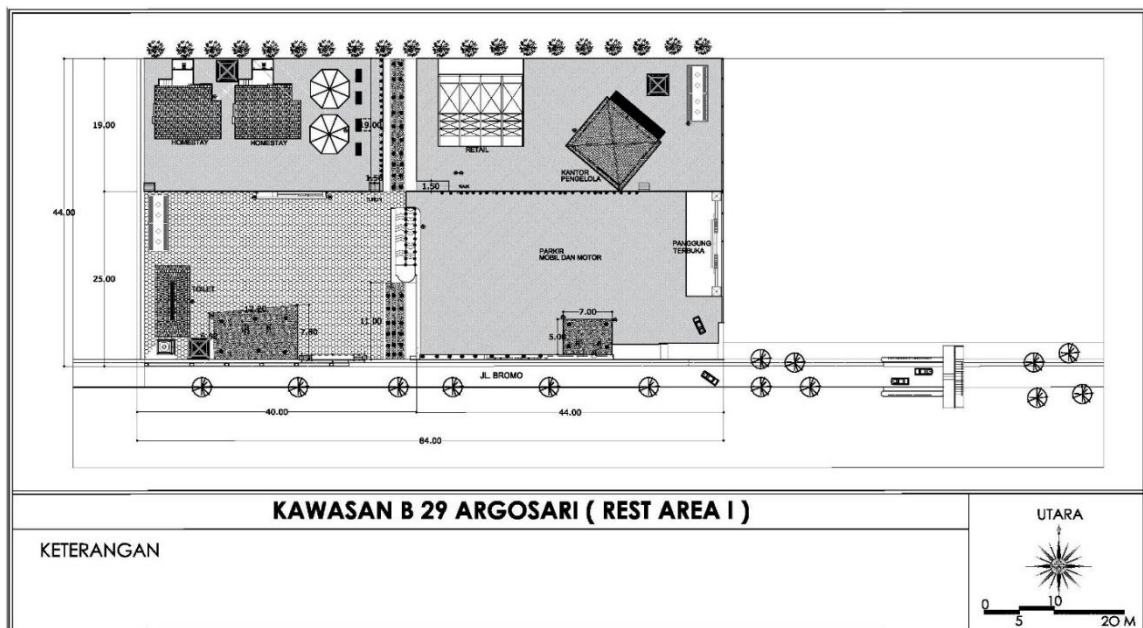 19.00
19.00
HOMESTAY
HOMESTAY
RETAIL
KANTOR
PENGELOLA
1.50
1.50
NAIK
44.00
PARKIR
MOBIL DAN MOTOR
PANGGUNG
TERBUKA
25.00
TOILET
7.80
11.00
7.00
5.00
JL. BROMO
40.00
44.00
84.00
KAWASAN B 29 ARGOSARI ( REST AREA I )
KETERANGAN
UTARA
0
10
5
20 M